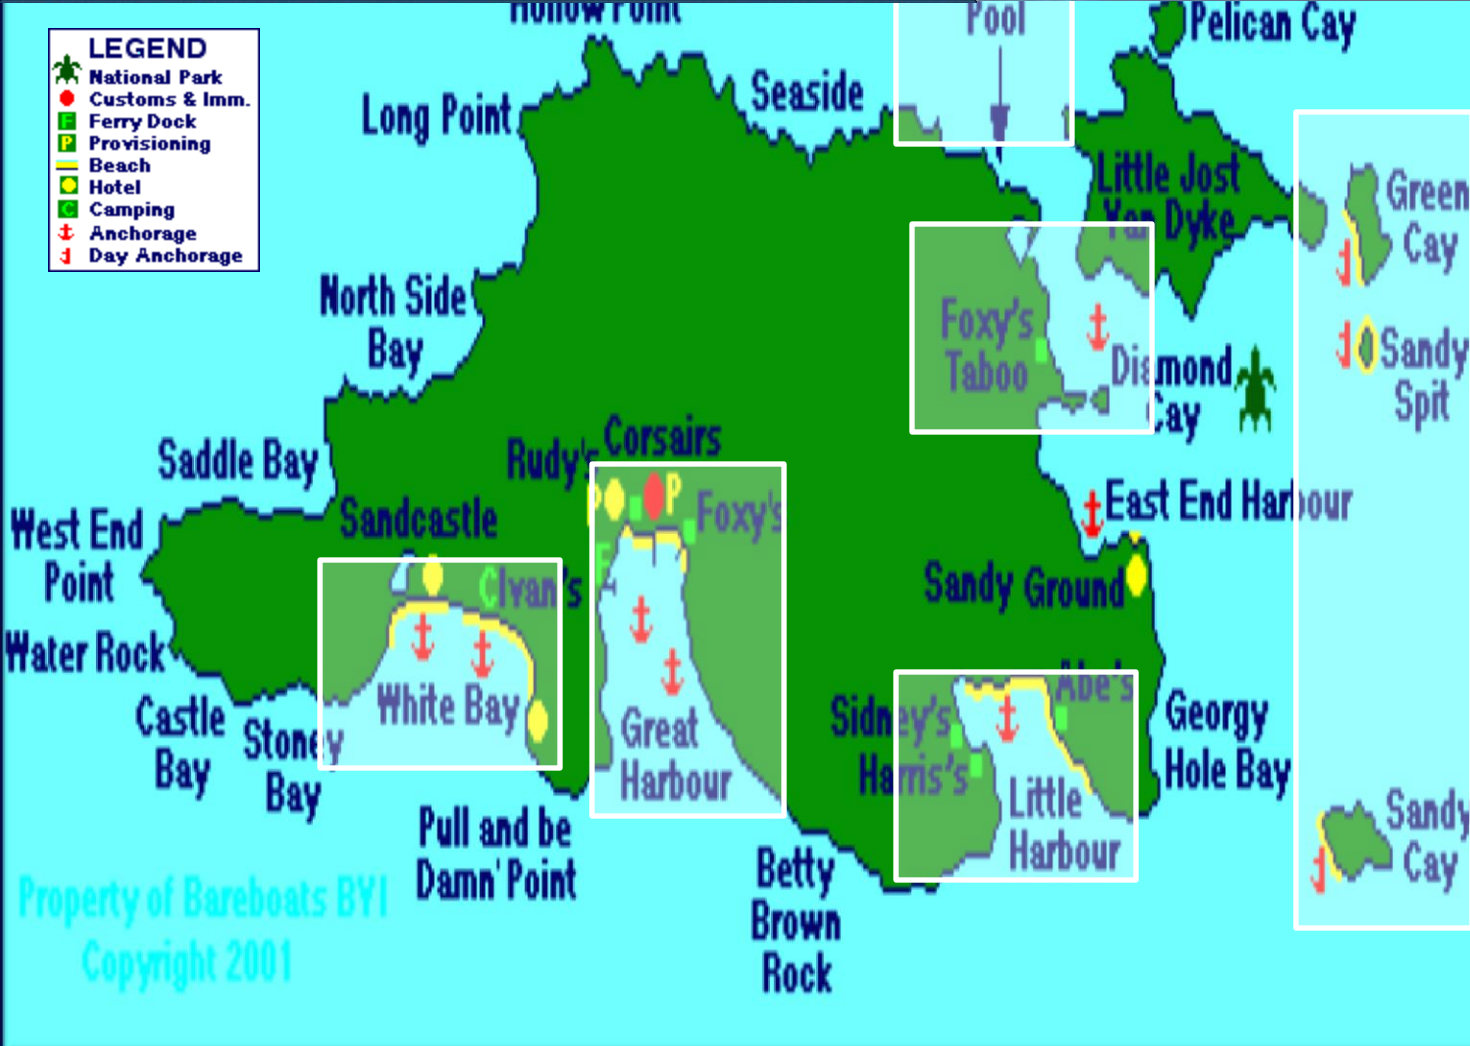 Hollow Point
Pool
Pelican Cay
LEGEND
National Park
Customs & Imm.
F Ferry Dock
P Provisioning
Beach
Hotel
C Camping
Anchorage
Day Anchorage
Long Point
Seaside
Little Jost
Van Dyke
Green
Cay
North Side
Bay
Foxy's
Taboo
Diamond
Cay
Sandy
Spit
Saddle Bay
Rudy's
Corsairs
P
P
Foxy's
East End Harbour
West End
Point
Sandcastle
F
C
Ivan's
Sandy Ground
Water Rock
White Bay
Castle
Bay
Stoney
Bay
Great
Harbour
Abe's
Sidney's
Harris's
Little
Harbour
Georgy
Hole Bay
Sandy
Cay
Pull and be
Damn' Point
Betty
Brown
Rock
Property of Bareboats BVI
Copyright 2001